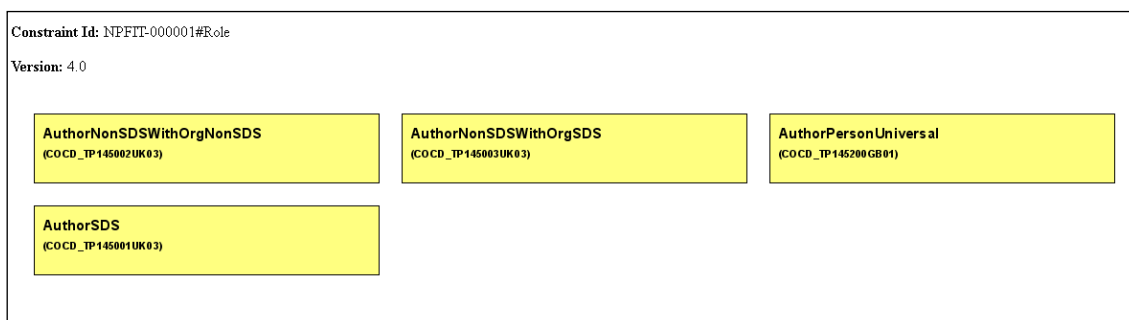 Constraint Id: NPFIT-000001#Role
Version: 4.0
AuthorNonSDSWithOrgNonSDS
(COCD_TP145002UK03)
AuthorNonSDSWithOrgSDS
(COCD_TP145003UK03)
AuthorPersonUniversal
(COCD_TP145200GB01)
AuthorSDS
(COCD_TP145001UK03)